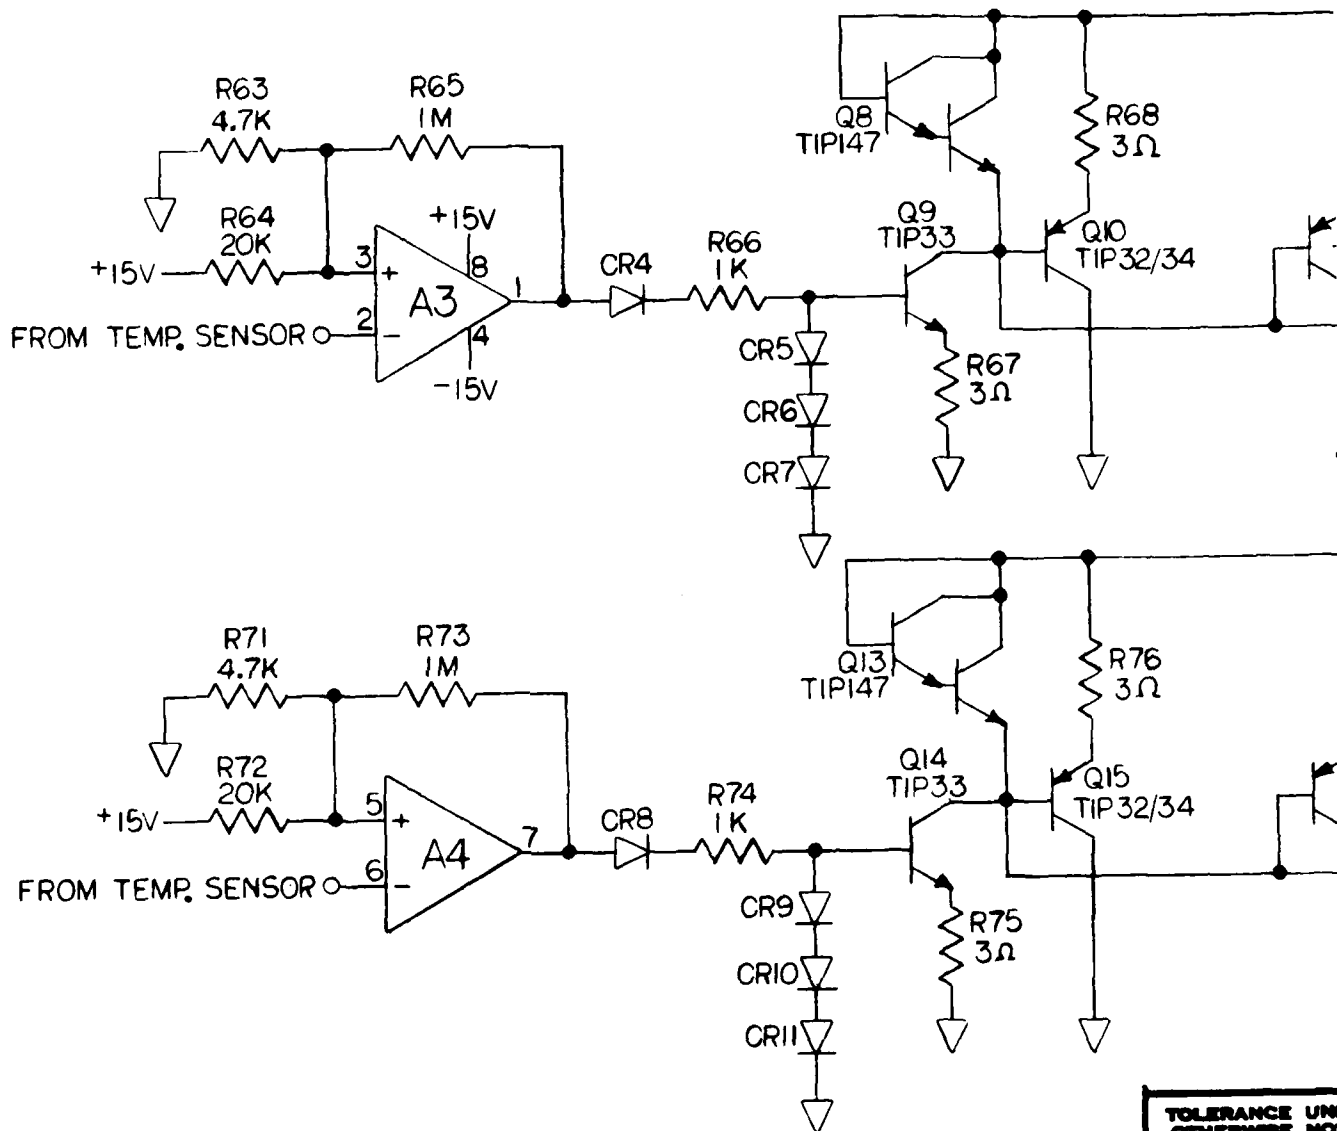 R63
4.7K
R65
1M
R64
20K
+15V
3
+
+15V
8
A3
1
FROM TEMP. SENSOR
2
-
4
-15V
CR4
R66
1K
CR5
CR6
CR7
Q8
TIP147
R68
3Ω
Q9
TIP33
Q10
TIP32/34
R67
3Ω
R71
4.7K
R73
1M
R72
20K
+15V
5
+
A4
7
FROM TEMP. SENSOR
6
-
CR8
R74
1K
CR9
CR10
CR11
Q13
TIP147
R76
3Ω
Q14
TIP33
Q15
TIP32/34
R75
3Ω
TOLERANCE